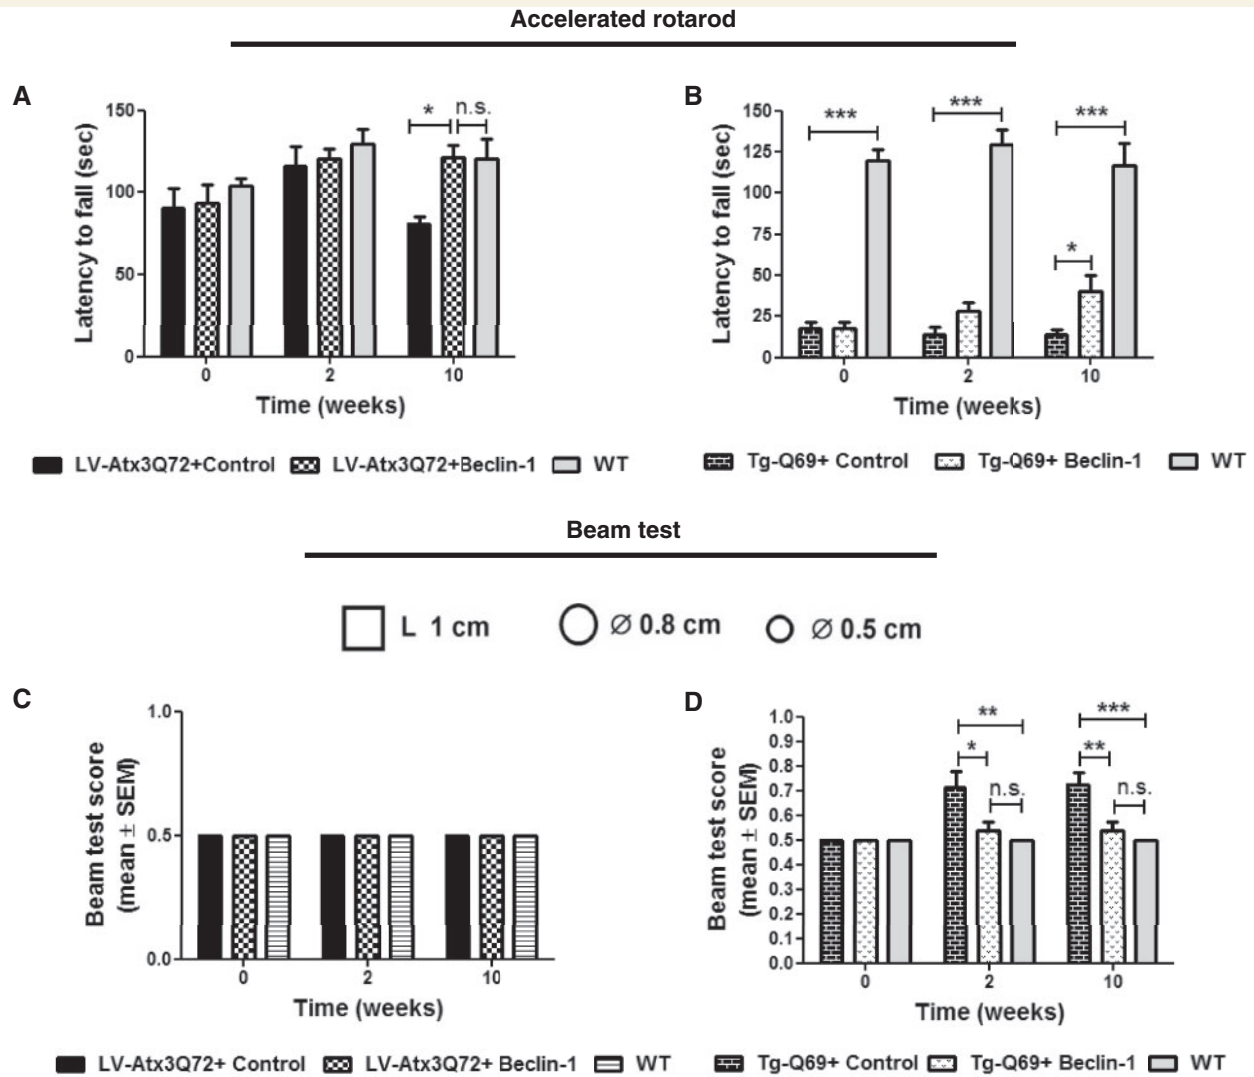 Accelerated rotarod
A
Latency to fall (sec)
150
100
50
0
* n.s.
0 2 10
Time (weeks)
LV-Atx3Q72+Control LV-Atx3Q72+Beclin-1 WT
B
Latency to fall (sec)
150
125
100
75
50
25
0
*** *** ***
*
0 2 10
Time (weeks)
Tg-Q69+ Control Tg-Q69+ Beclin-1 WT
Beam test
L 1 cm ∅ 0.8 cm ∅ 0.5 cm
C
Beam test score
(mean ± SEM)
1.0
0.5
0.0
0 2 10
Time (weeks)
LV-Atx3Q72+ Control LV-Atx3Q72+ Beclin-1 WT
D
Beam test score
(mean ± SEM)
1.0
0.9
0.8
0.7
0.6
0.5
0.4
0.3
0.2
0.1
0.0
** ***
* **
n.s. n.s.
0 2 10
Time (weeks)
Tg-Q69+ Control Tg-Q69+ Beclin-1 WT